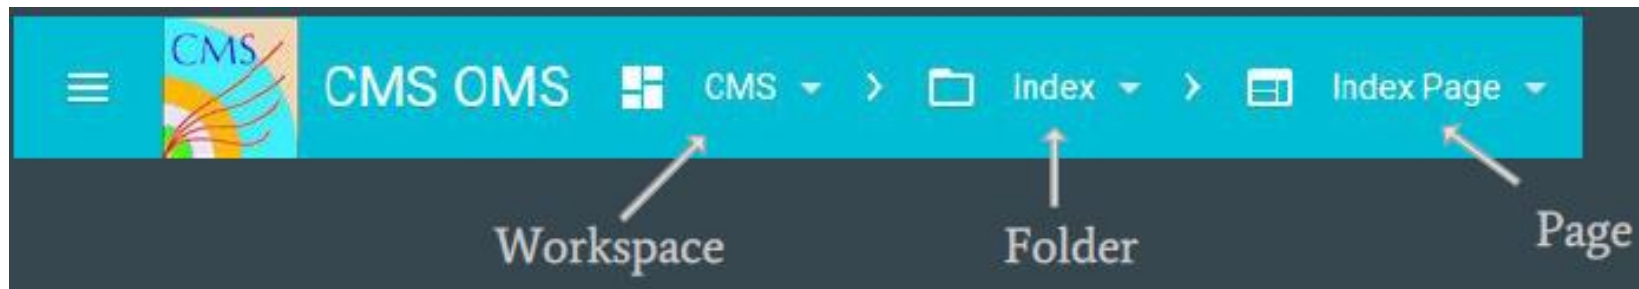 CMS
CMS OMS CMS > Index > Index Page
Workspace Folder Page